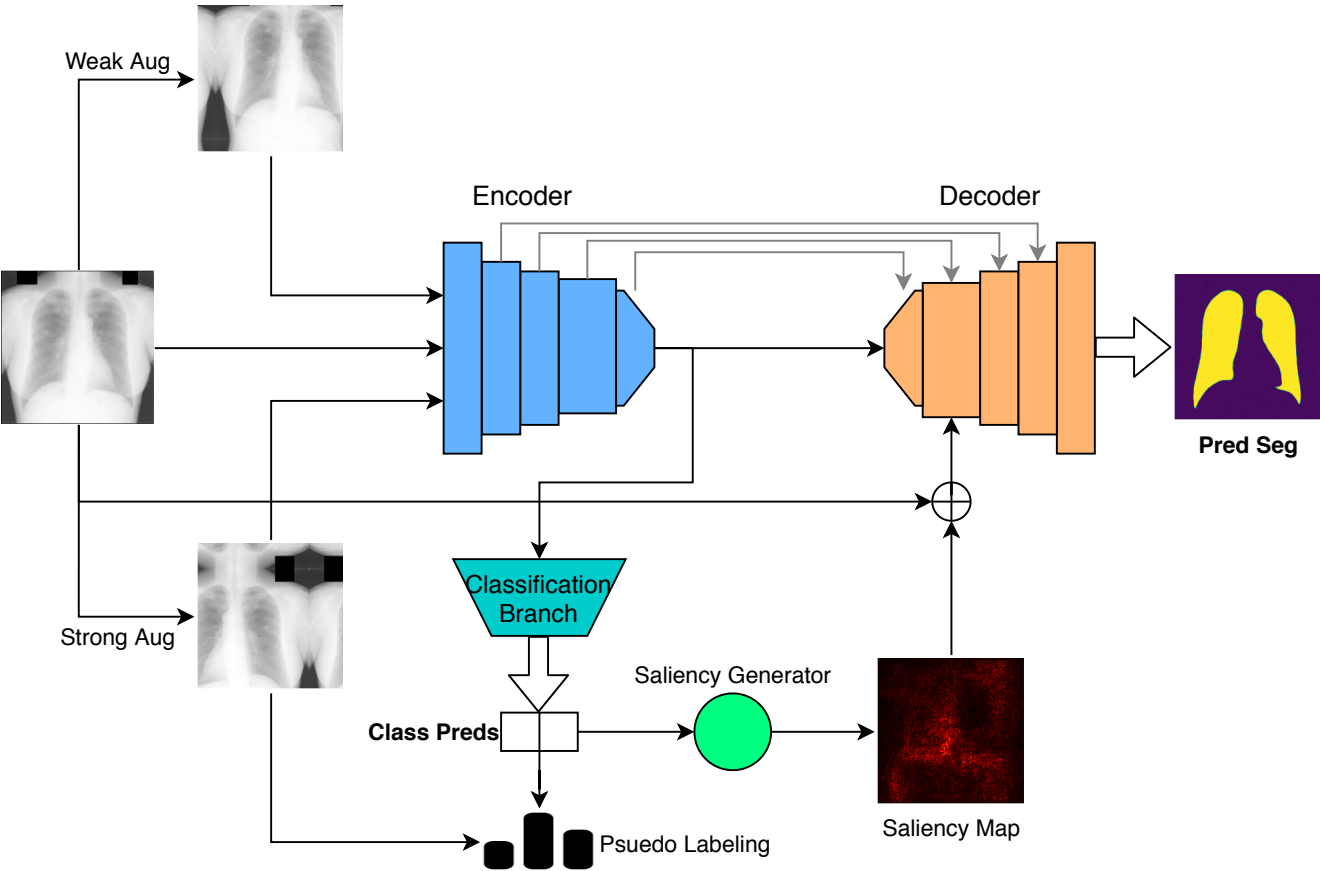 Weak Aug
Encoder
Decoder
Pred Seg
Classification
Branch
Strong Aug
Saliency Generator
Class Preds
Saliency Map
Psuedo Labeling